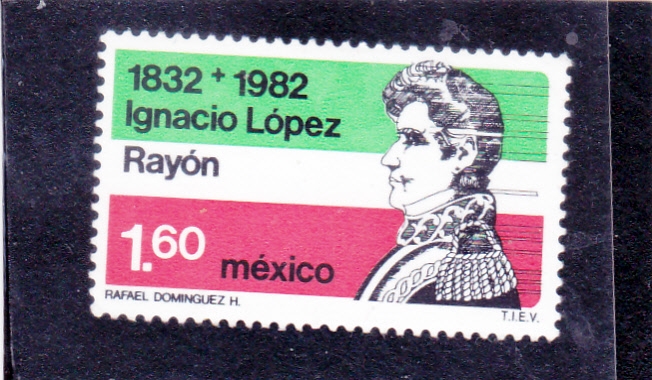 1832 + 1982
Ignacio López
Rayón
1.60 méxico
RAFAEL DOMINGUEZ H.
T.I.E.V.